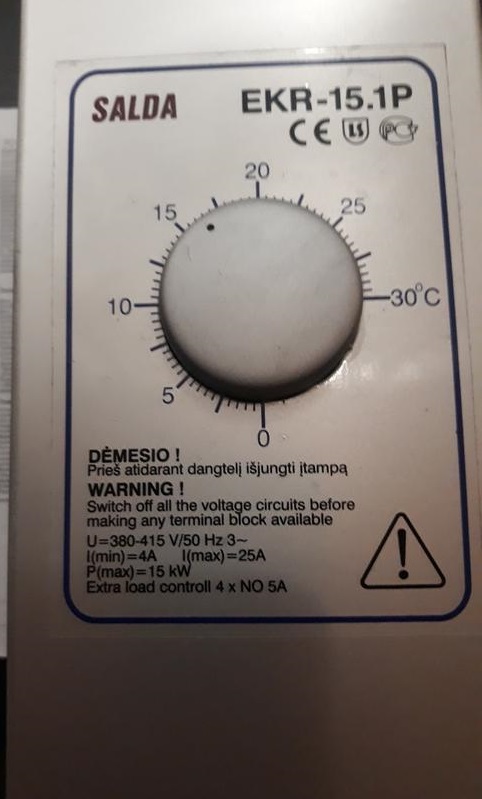 SALDA
EKR-15.1P
CE LS PC
20
15
25
10
30°C
5
0
DĖMESIO !
Prieš atidarant dangtelį išjungti įtampą
WARNING !
Switch off all the voltage circuits before
making any terminal block available
U=380-415 V/50 Hz 3~
I(min)=4A I(max)=25A
P(max)=15 kW
Extra load controll 4 x NO 5A
!